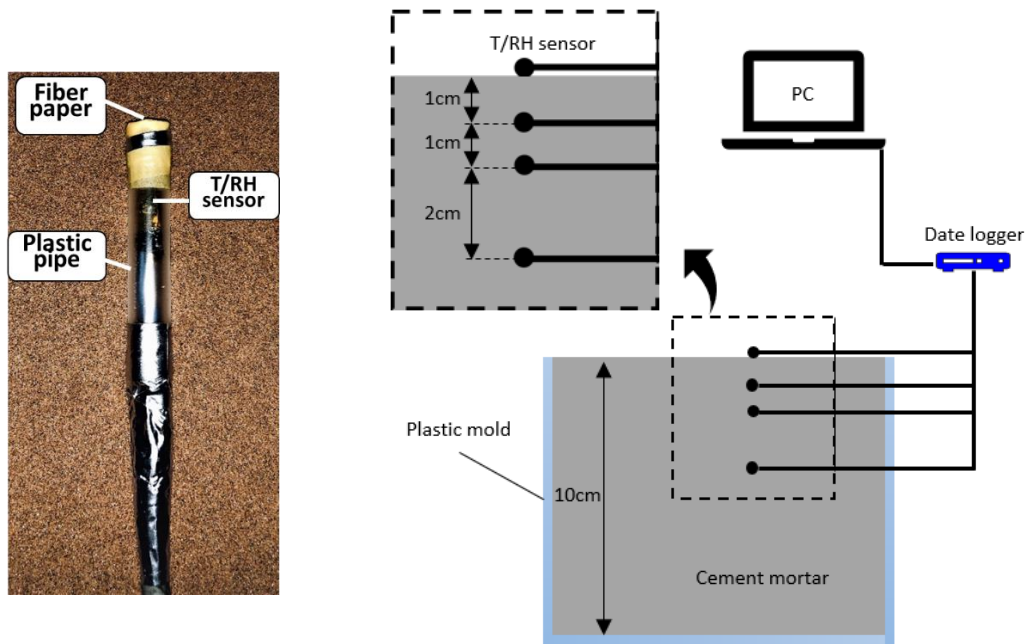 Fiber
paper
T/RH
sensor
Plastic
pipe
T/RH sensor
1cm
1cm
2cm
PC
Date logger
Plastic mold
10cm
Cement mortar